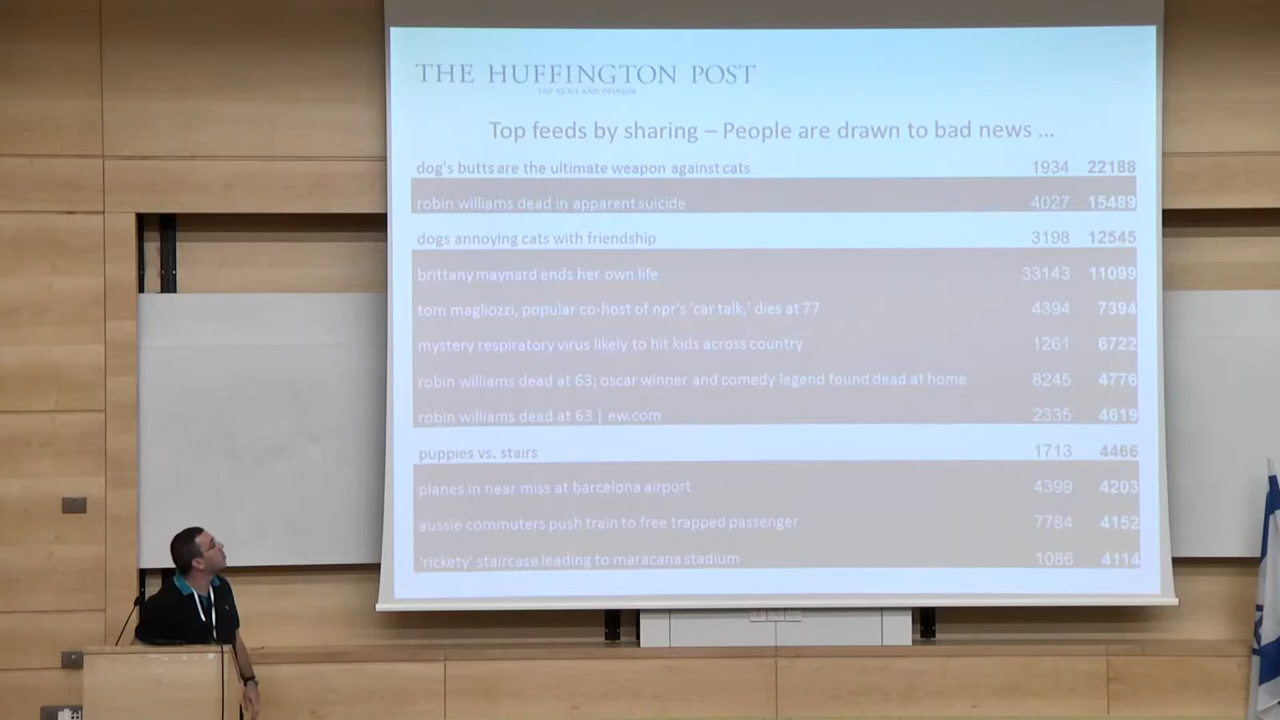 THE HUFFINGTON POST
TOP NEWS AND OPINION
Top feeds by sharing – People are drawn to bad news ...
dog's butts are the ultimate weapon against cats 1934 22188
robin williams dead in apparent suicide 4027 15489
dogs annoying cats with friendship 3198 12545
brittany maynard ends her own life 33143 11099
tom magliozzi, popular co-host of npr's 'car talk,' dies at 77 4394 7394
mystery respiratory virus likely to hit kids across country 1261 6722
robin williams dead at 63; oscar winner and comedy legend found dead at home 8245 4776
robin williams dead at 63 | ew.com 2335 4619
puppies vs. stairs 1713 4466
planes in near miss at barcelona airport 4399 4203
aussie commuters push train to free trapped passenger 7784 4152
'rickety' staircase leading to maracana stadium 1086 4114